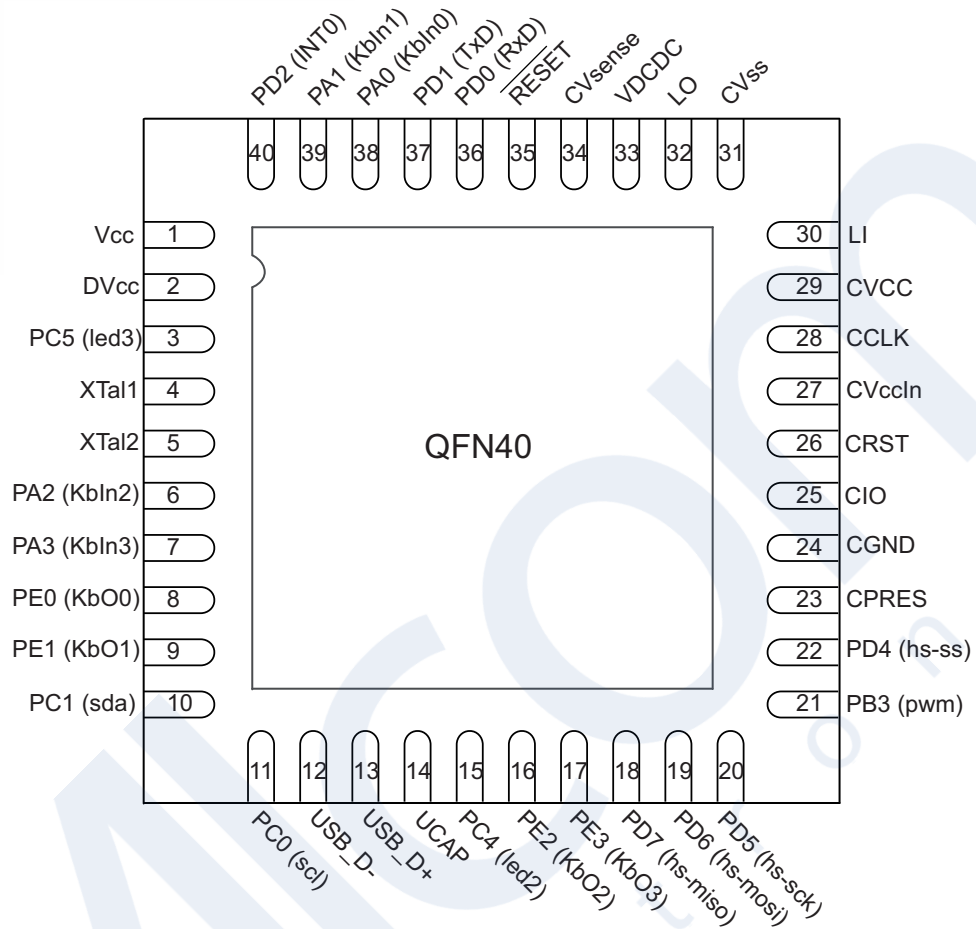 PD2 (INT0)
PA1 (KbIn1)
PA0 (KbIn0)
PD1 (TxD)
PD0 (RxD)
RESET
CVsense
VDCDC
LO
CVss
40 39 38 37 36 35 34 33 32 31
Vcc 1
DVcc 2
PC5 (led3) 3
XTal1 4
XTal2 5
PA2 (KbIn2) 6
PA3 (KbIn3) 7
PE0 (KbO0) 8
PE1 (KbO1) 9
PC1 (sda) 10
QFN40
30 LI
29 CVCC
28 CCLK
27 CVccIn
26 CRST
25 CIO
24 CGND
23 CPRES
22 PD4 (hs-ss)
21 PB3 (pwm)
11 12 13 14 15 16 17 18 19 20
PC0 (scl)
USB_D-
USB_D+
UCAP
PC4 (led2)
PE2 (KbO2)
PE3 (KbO3)
PD7 (hs-miso)
PD6 (hs-mosi)
PD5 (hs-sck)